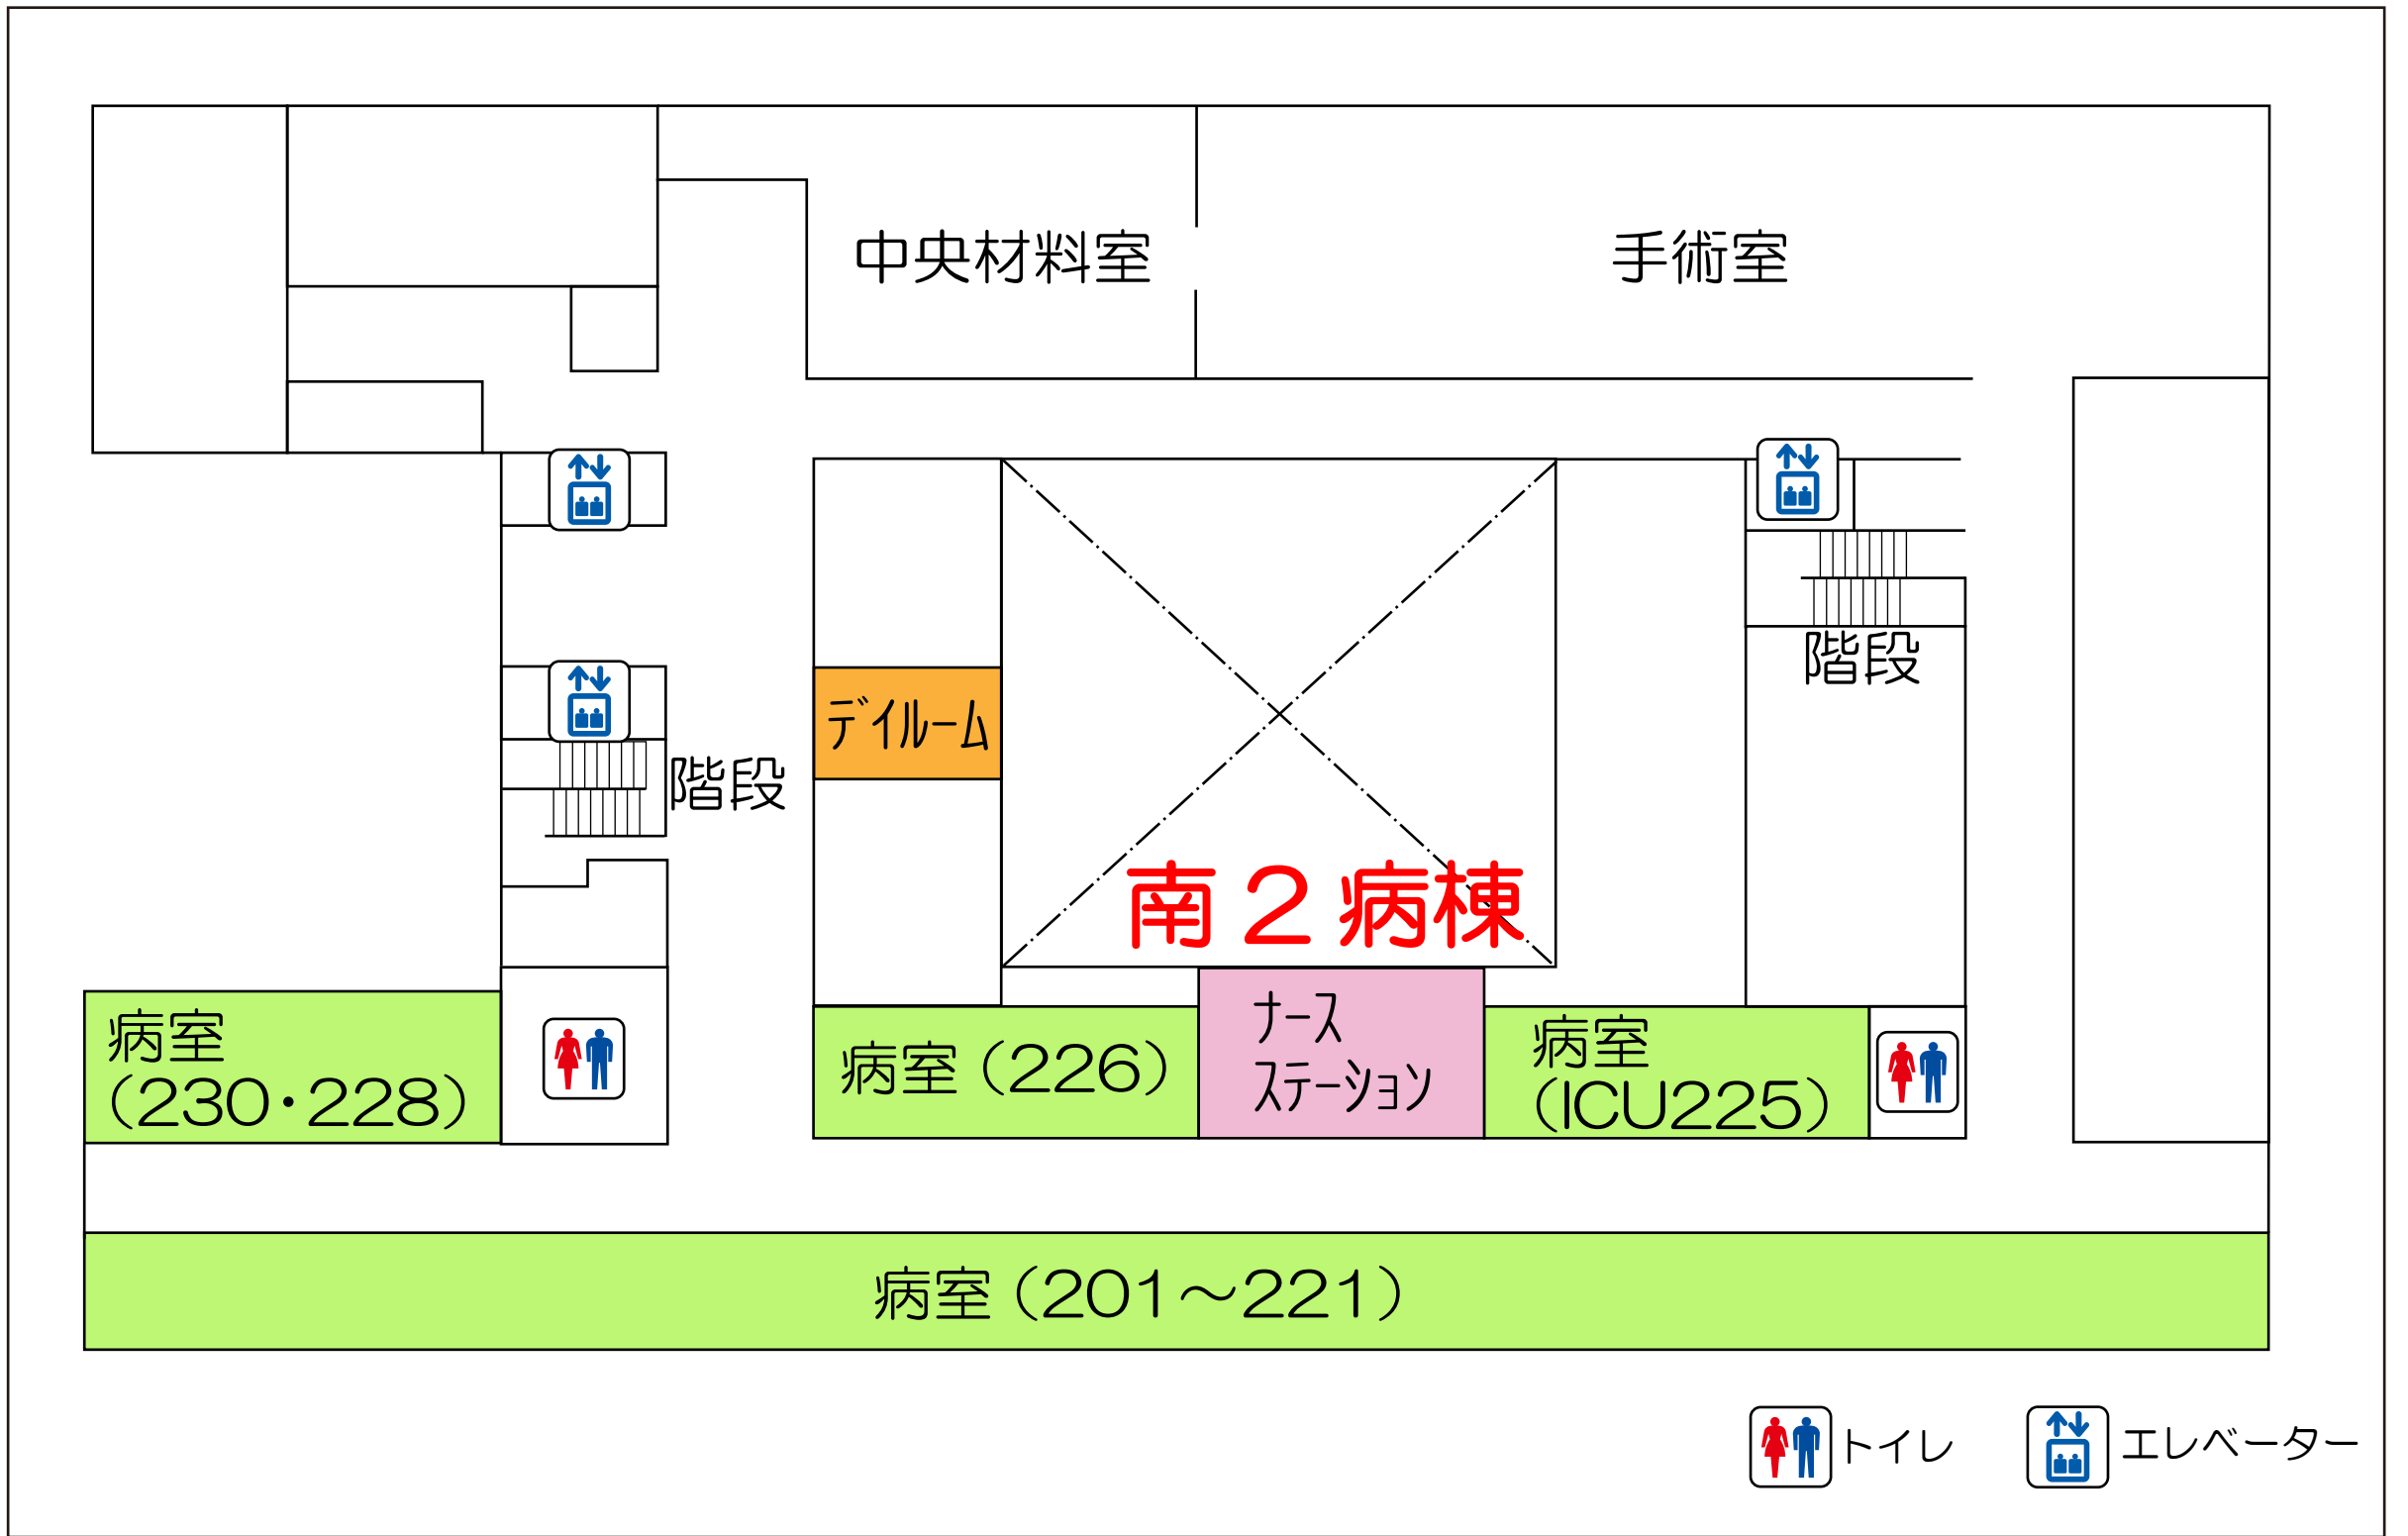 中央材料室
手術室
階段
デイルーム
階段
南２病棟
病室
（230・228）
病室（226）
ナース
ステーション
病室
（ICU225）
病室（201～221）
トイレ
エレベーター